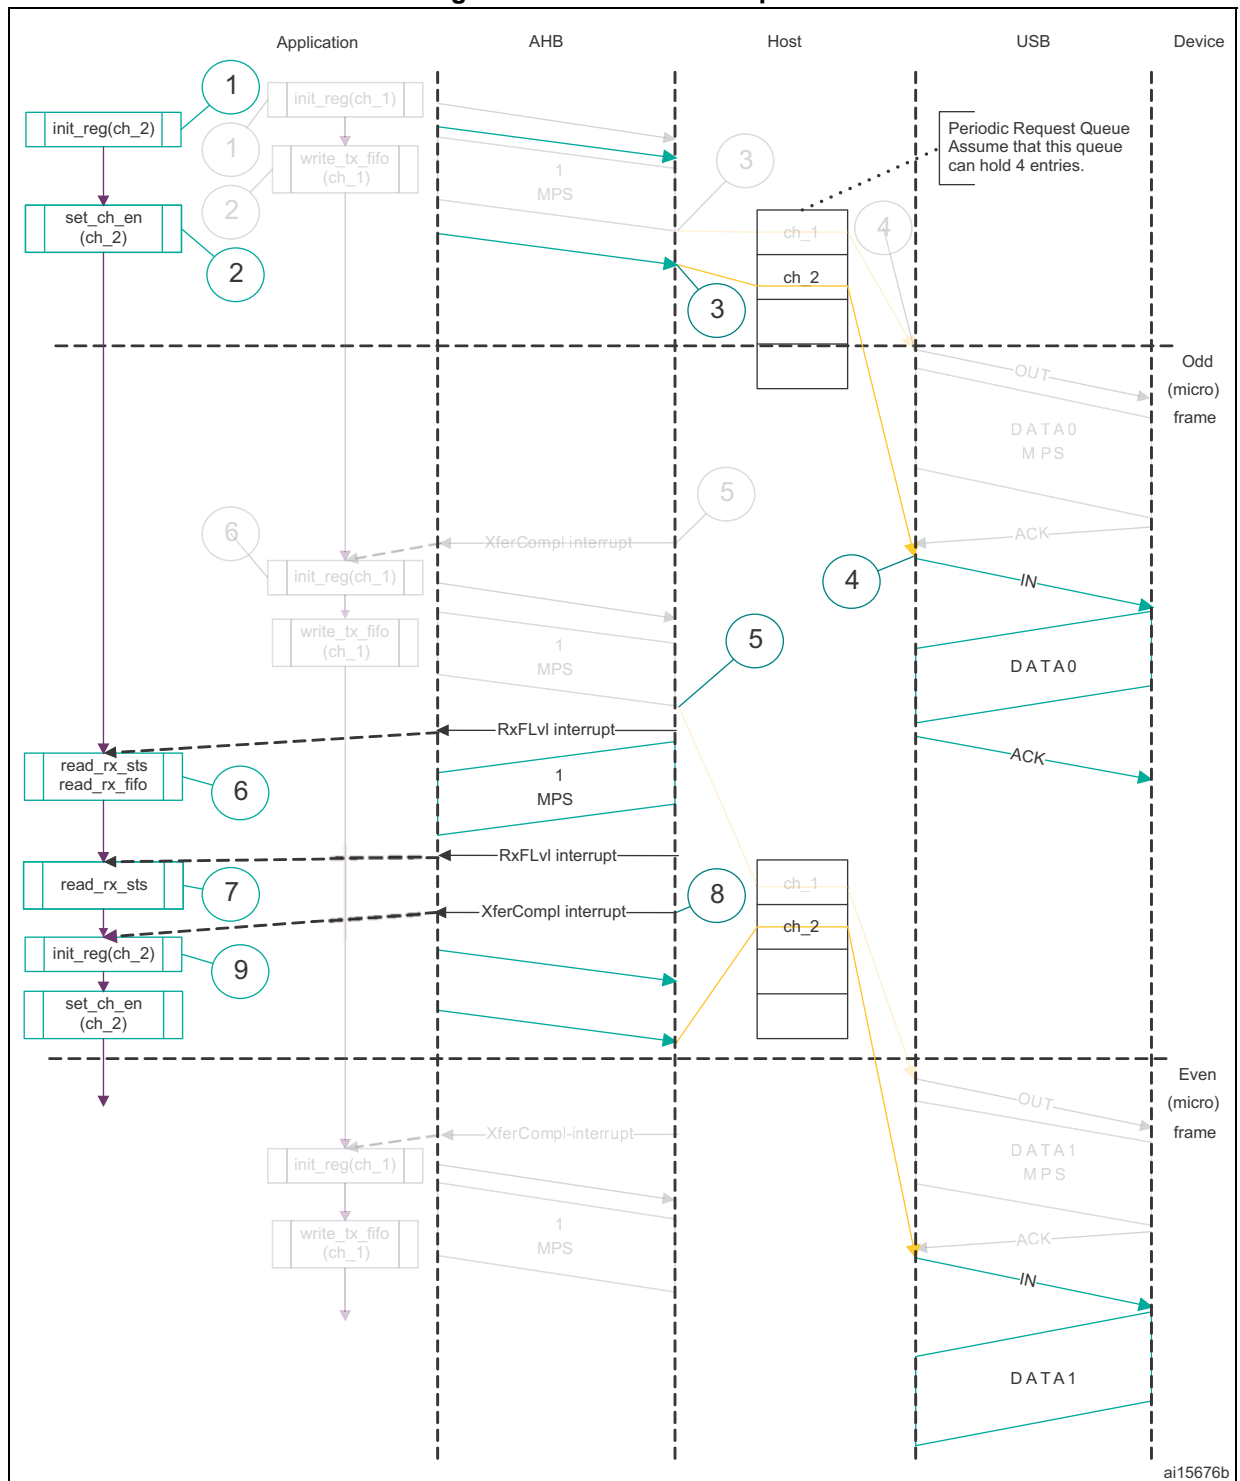 Application
AHB
Host
USB
Device
1
init_reg(ch_2)
init_reg(ch_1)
1
write_tx_fifo
(ch_1)
2
1
MPS
3
Periodic Request Queue
Assume that this queue
can hold 4 entries.
set_ch_en
(ch_2)
2
ch_1
4
ch_2
3
Odd
(micro)
frame
OUT
DATA0
MPS
5
6
ACK
XferCompl interrupt
init_reg(ch_1)
4
IN
write_tx_fifo
(ch_1)
1
MPS
5
DATA0
RxFLvl interrupt
ACK
read_rx_sts
read_rx_fifo
6
1
MPS
RxFLvl interrupt
read_rx_sts
7
8
ch_1
XferCompl interrupt
ch_2
init_reg(ch_2)
9
set_ch_en
(ch_2)
Even
(micro)
frame
OUT
XferCompl-interrupt
init_reg(ch_1)
DATA1
MPS
write_tx_fifo
(ch_1)
1
MPS
ACK
IN
DATA1
ai15676b